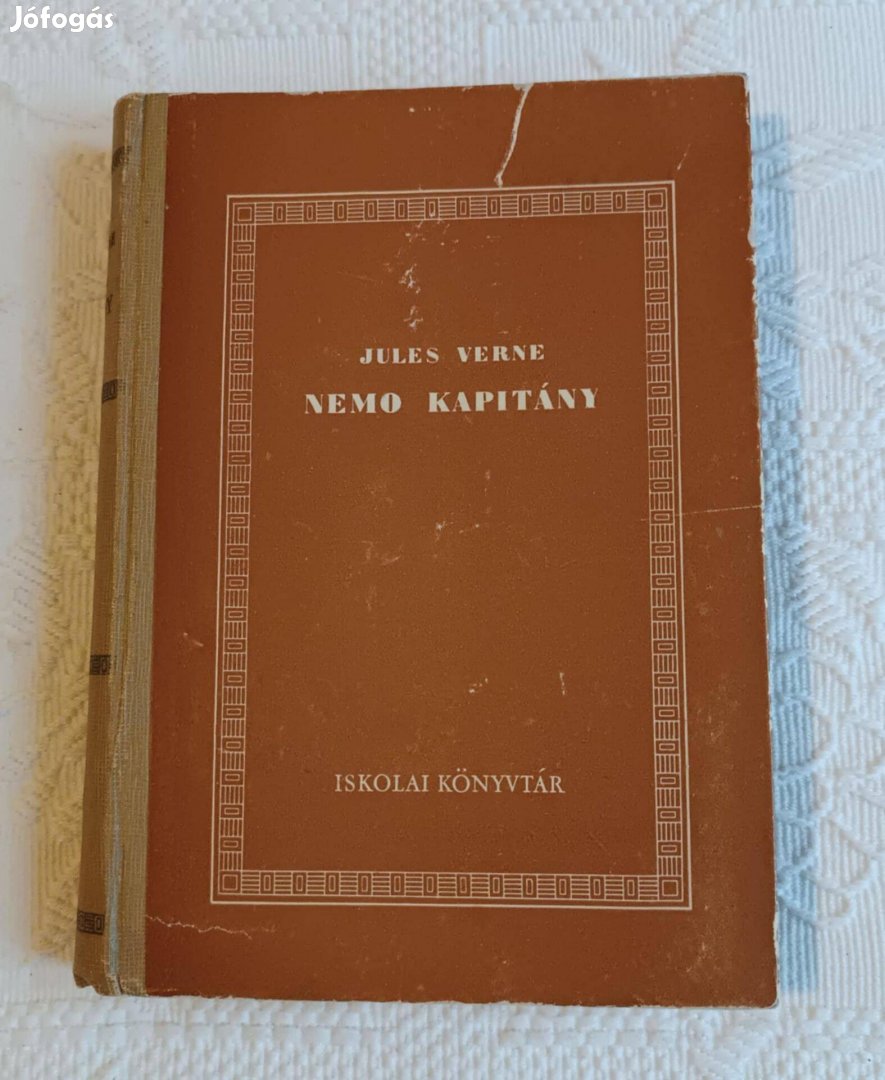 Jófogás
JULES VERNE
NEMO KAPITÁNY
ISKOLAI KÖNYVTÁR